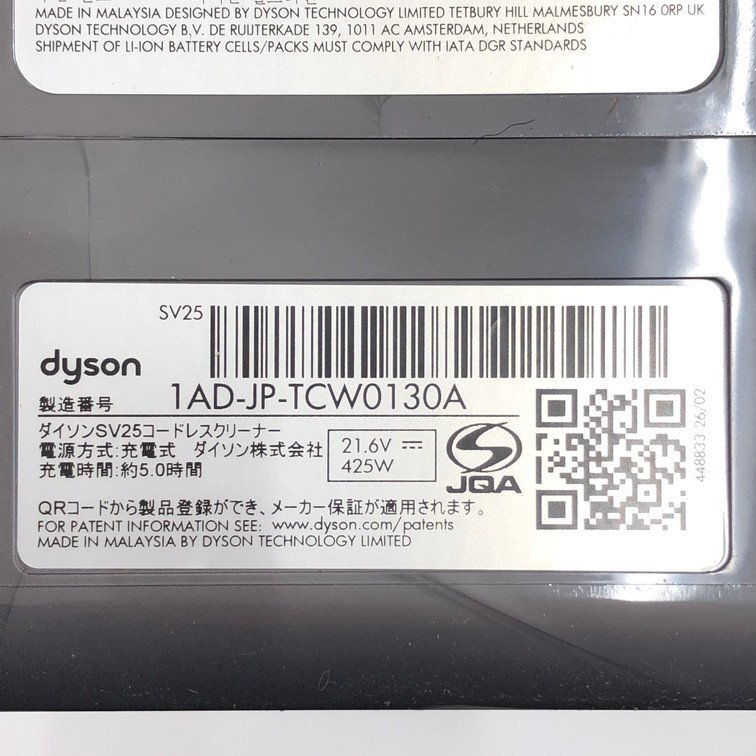 MADE IN MALAYSIA DESIGNED BY DYSON TECHNOLOGY LIMITED TETBURY HILL MALMESBURY SN16 0RP UK
DYSON TECHNOLOGY B.V. DE RUIJTERKADE 139, 1011 AC AMSTERDAM, NETHERLANDS
SHIPMENT OF LI-ION BATTERY CELLS/PACKS MUST COMPLY WITH IATA DGR STANDARDS
SV25
dyson
製造番号 1AD-JP-TCW0130A
ダイソンSV25コードレスクリーナー
電源方式:充電式 ダイソン株式会社
充電時間:約5.0時間
21.6V ⎓
425W
JQA
448833 26/02
QRコードから製品登録ができ、メーカー保証が適用されます。
FOR PATENT INFORMATION SEE: www.dyson.com/patents
MADE IN MALAYSIA BY DYSON TECHNOLOGY LIMITED